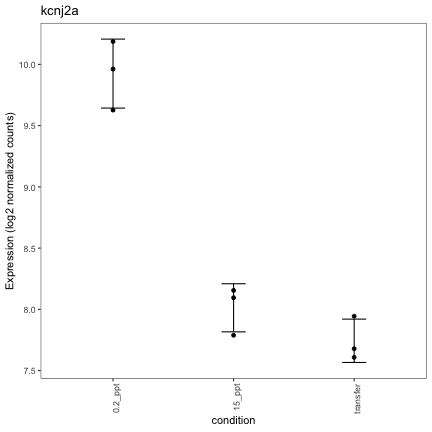 kcnj2a
Expression (log2 normalized counts)
10.0
9.5
9.0
8.5
8.0
7.5
0.2_ppt
15_ppt
transfer
condition